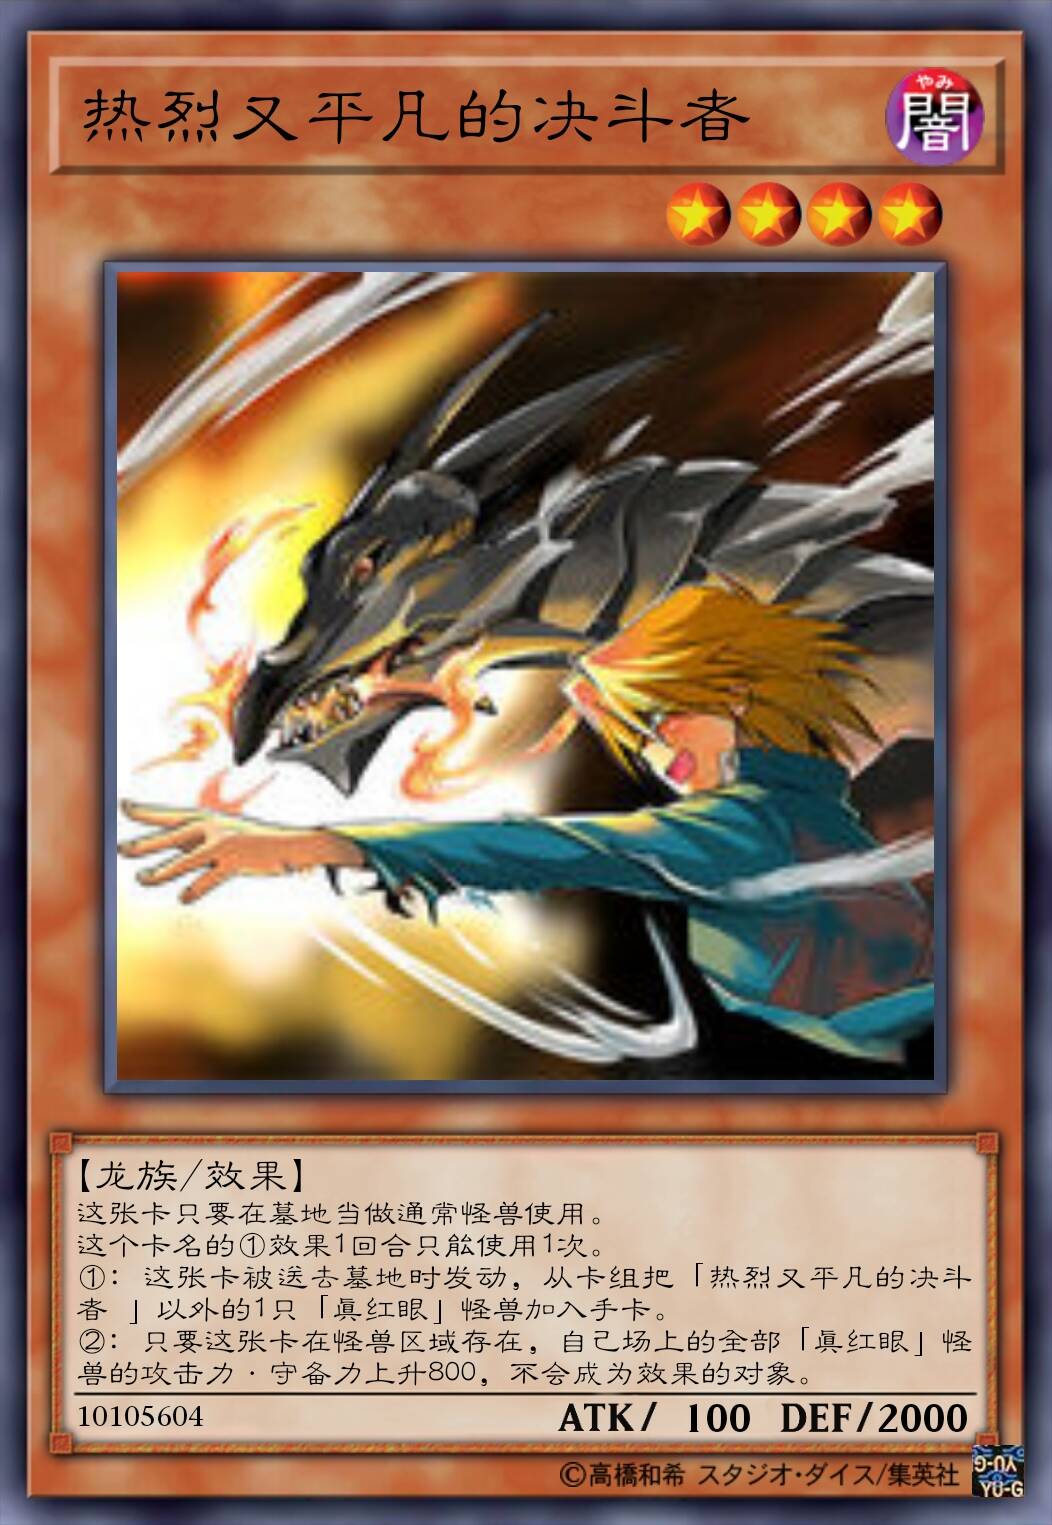 热烈又平凡的决斗者
やみ
闇
【龙族/效果】
这张卡只要在墓地当做通常怪兽使用。
这个卡名的①效果1回合只能使用1次。
①：这张卡被送去墓地时发动，从卡组把「热烈又平凡的决斗
者 」以外的1只「真红眼」怪兽加入手卡。
②：只要这张卡在怪兽区域存在，自己场上的全部「真红眼」怪
兽的攻击力·守备力上升800，不会成为效果的对象。
10105604 ATK/ 100 DEF/2000
©高橋和希 スタジオ·ダイス/集英社
YU-G
YU-G